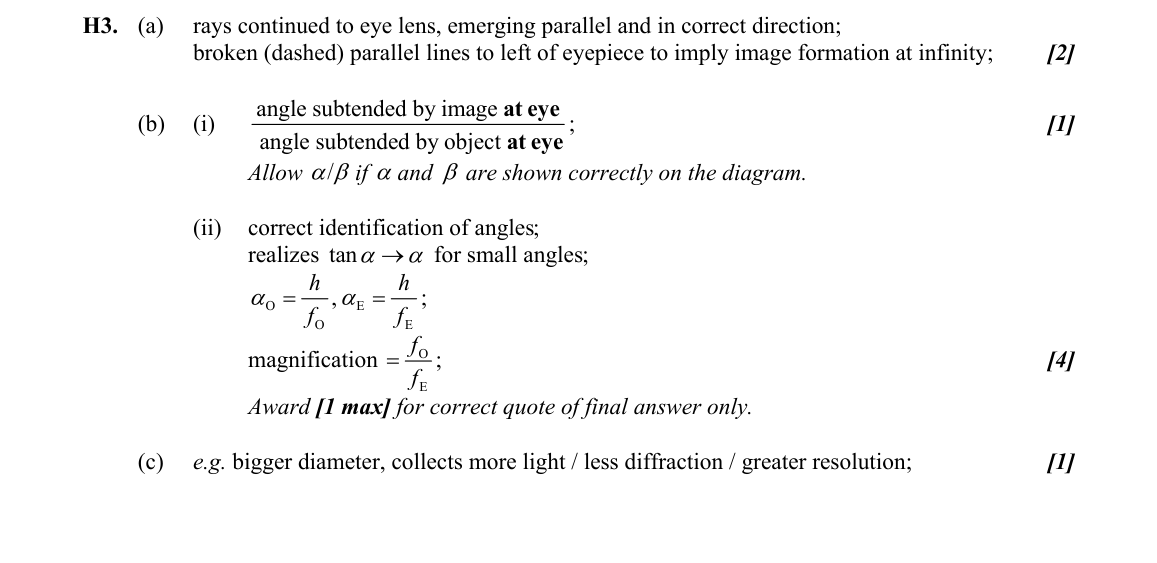 H3. (a) rays continued to eye lens, emerging parallel and in correct direction;
broken (dashed) parallel lines to left of eyepiece to imply image formation at infinity; [2]
(b) (i) angle subtended by image at eye / angle subtended by object at eye ; [1]
Allow α/β if α and β are shown correctly on the diagram.
(ii) correct identification of angles;
realizes tan α → α for small angles;
α_O = h/f_O , α_E = h/f_E ;
magnification = f_O/f_E ; [4]
Award [1 max] for correct quote of final answer only.
(c) e.g. bigger diameter, collects more light / less diffraction / greater resolution; [1]